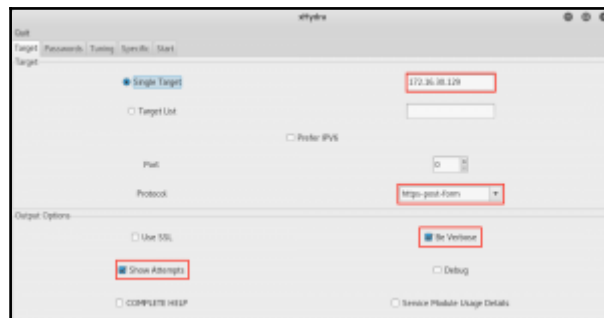 xHydra
Quit
Target Passwords Tuning Specific Start
Target
Single Target 172.16.30.129
Target List
Prefer IPV6
Port 0
Protocol https-post-form
Output Options
Use SSL Be Verbose
Show Attempts Debug
COMPLETE HELP Service Module Usage Details